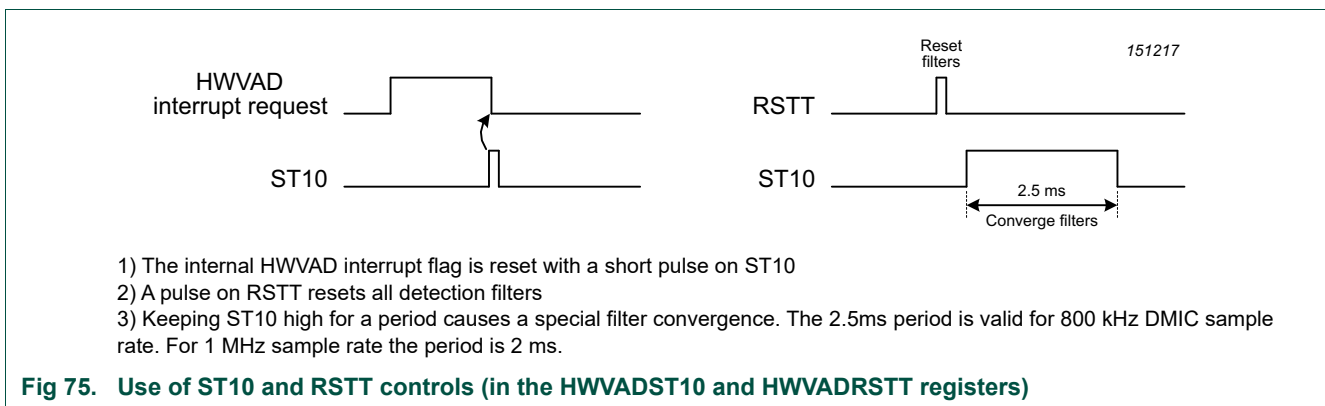 HWVAD
interrupt request
ST10
Reset
filters
151217
RSTT
ST10
2.5 ms
Converge filters
1) The internal HWVAD interrupt flag is reset with a short pulse on ST10
2) A pulse on RSTT resets all detection filters
3) Keeping ST10 high for a period causes a special filter convergence. The 2.5ms period is valid for 800 kHz DMIC sample
rate. For 1 MHz sample rate the period is 2 ms.
Fig 75. Use of ST10 and RSTT controls (in the HWVADST10 and HWVADRSTT registers)